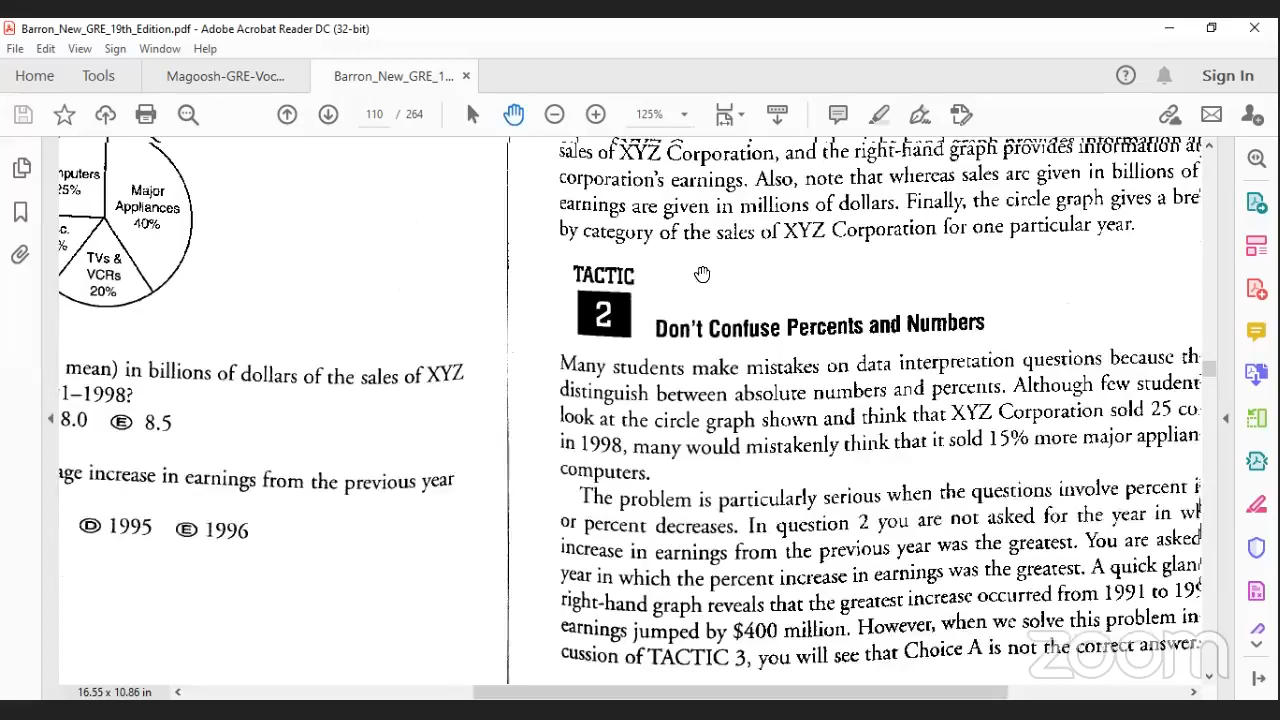 Barron_New_GRE_19th_Edition.pdf - Adobe Acrobat Reader DC (32-bit)
File Edit View Sign Window Help
Home Tools Magoosh-GRE-Voc... Barron_New_GRE_1... × Sign In
110 / 264 125%
nputers
25%
Major
Appliances
40%
c.
%
TVs &
VCRs
20%
mean) in billions of dollars of the sales of XYZ
1–1998?
8.0 E 8.5
age increase in earnings from the previous year
D 1995 E 1996
sales of XYZ Corporation, and the right-hand graph provides information
corporation's earnings. Also, note that whereas sales are given in billions of
earnings are given in millions of dollars. Finally, the circle graph gives a bre
by category of the sales of XYZ Corporation for one particular year.
TACTIC
2
Don't Confuse Percents and Numbers
Many students make mistakes on data interpretation questions because th
distinguish between absolute numbers and percents. Although few student
look at the circle graph shown and think that XYZ Corporation sold 25 co
in 1998, many would mistakenly think that it sold 15% more major applian
computers.
The problem is particularly serious when the questions involve percent i
or percent decreases. In question 2 you are not asked for the year in wh
increase in earnings from the previous year was the greatest. You are asked
year in which the percent increase in earnings was the greatest. A quick glan
right-hand graph reveals that the greatest increase occurred from 1991 to 199
earnings jumped by $400 million. However, when we solve this problem in
cussion of TACTIC 3, you will see that Choice A is not the correct answer.
zoom
16.55 x 10.86 in